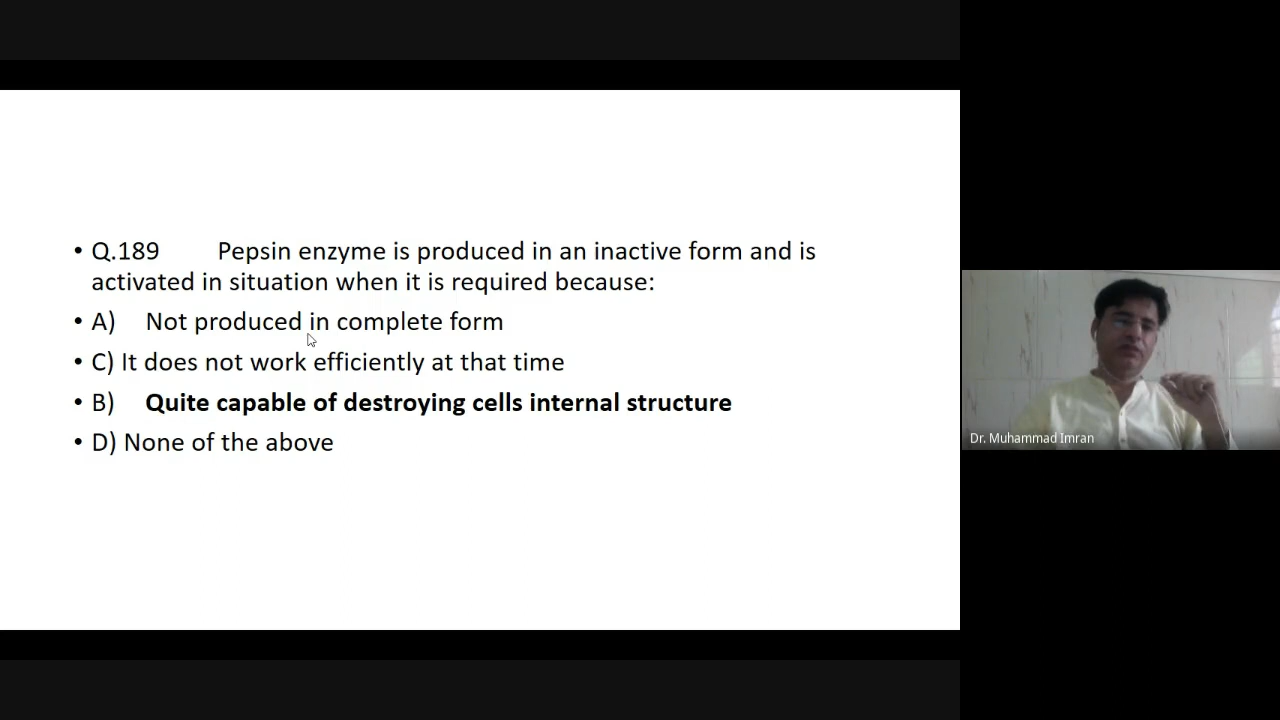 • Q.189 Pepsin enzyme is produced in an inactive form and is
activated in situation when it is required because:
• A) Not produced in complete form
• C) It does not work efficiently at that time
• B) Quite capable of destroying cells internal structure
• D) None of the above
Dr. Muhammad Imran